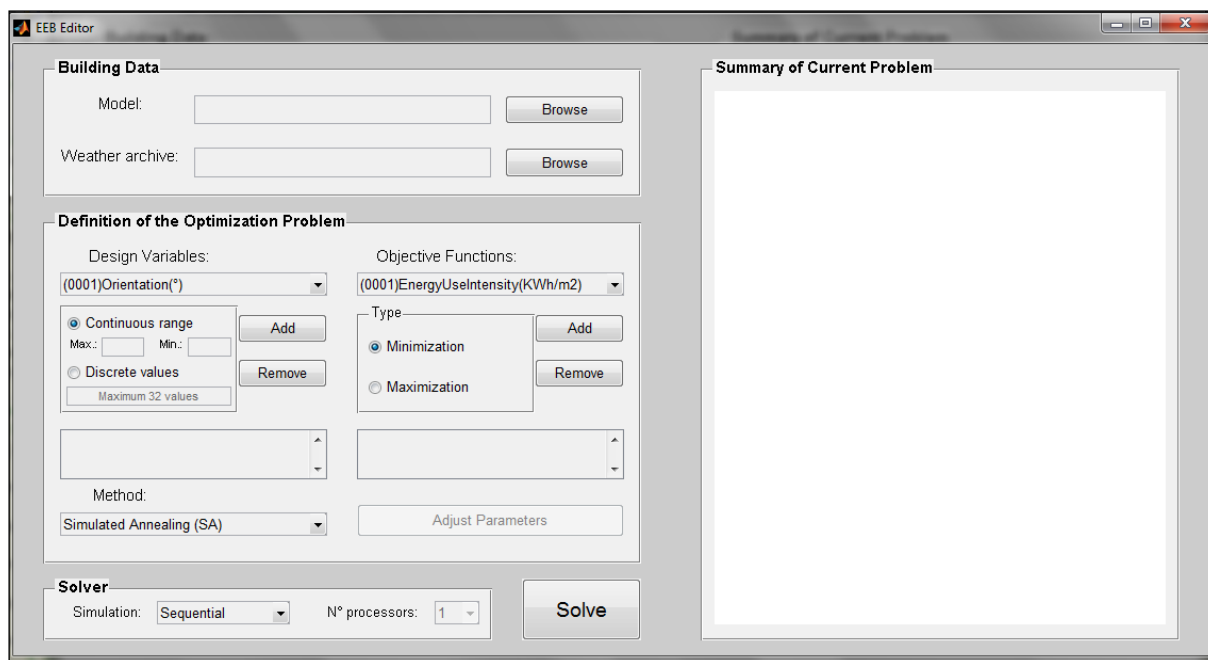 EEB Editor
Building Data
Model:
Browse
Weather archive:
Browse
Definition of the Optimization Problem
Design Variables:
(0001)Orientation(°)
Continuous range
Max.:
Min.:
Discrete values
Maximum 32 values
Add
Remove
Objective Functions:
(0001)EnergyUseIntensity(KWh/m2)
Type
Minimization
Maximization
Add
Remove
Method:
Simulated Annealing (SA)
Adjust Parameters
Solver
Simulation:
Sequential
N° processors:
1
Solve
Summary of Current Problem